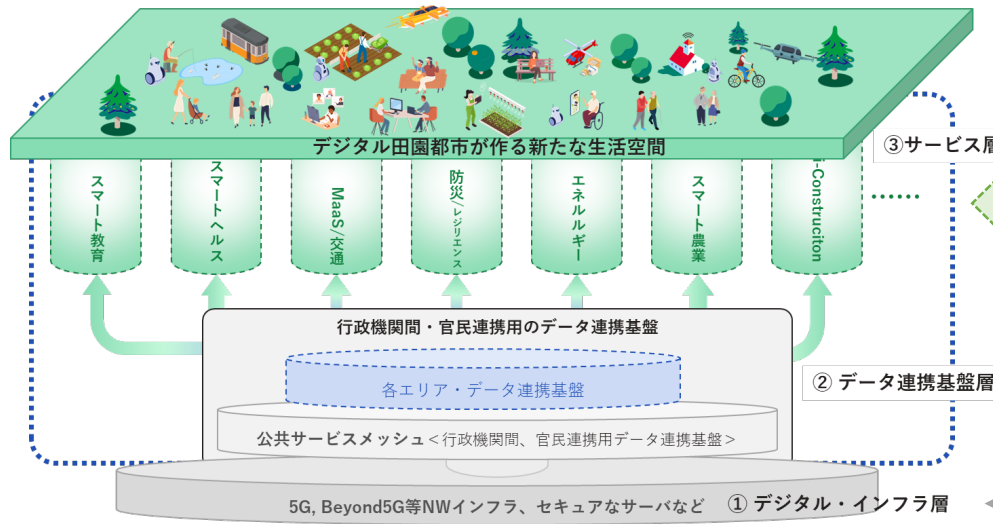 デジタル田園都市が作る新たな生活空間
③サービス層
スマート教育
スマートヘルス
MaaS/交通
防災/レジリエンス
エネルルギー
スマート農業
i-Construciton
……
行政機関間・官民連携用のデータ連携基盤
各エリア・データ連携基盤
② データ連携基盤層
公共サービスメッシュ＜行政機関間、官民連携用データ連携基盤＞
5G, Beyond5G等NWインフラ、セキュアなサーバなど
① デジタル・インフラ層